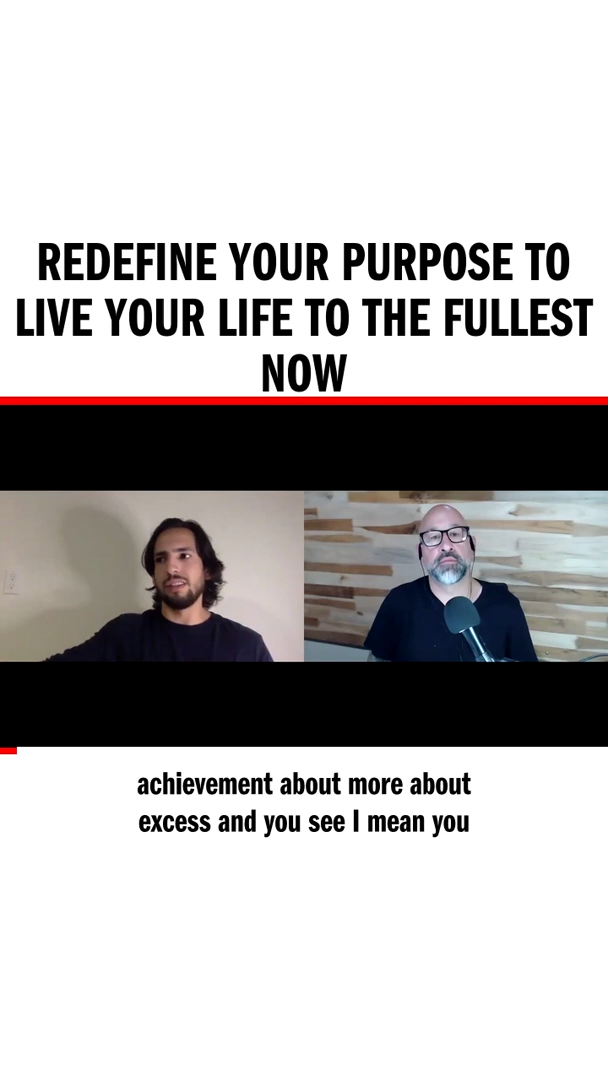 REDEFINE YOUR PURPOSE TO
LIVE YOUR LIFE TO THE FULLEST
NOW
achievement about more about
excess and you see I mean you